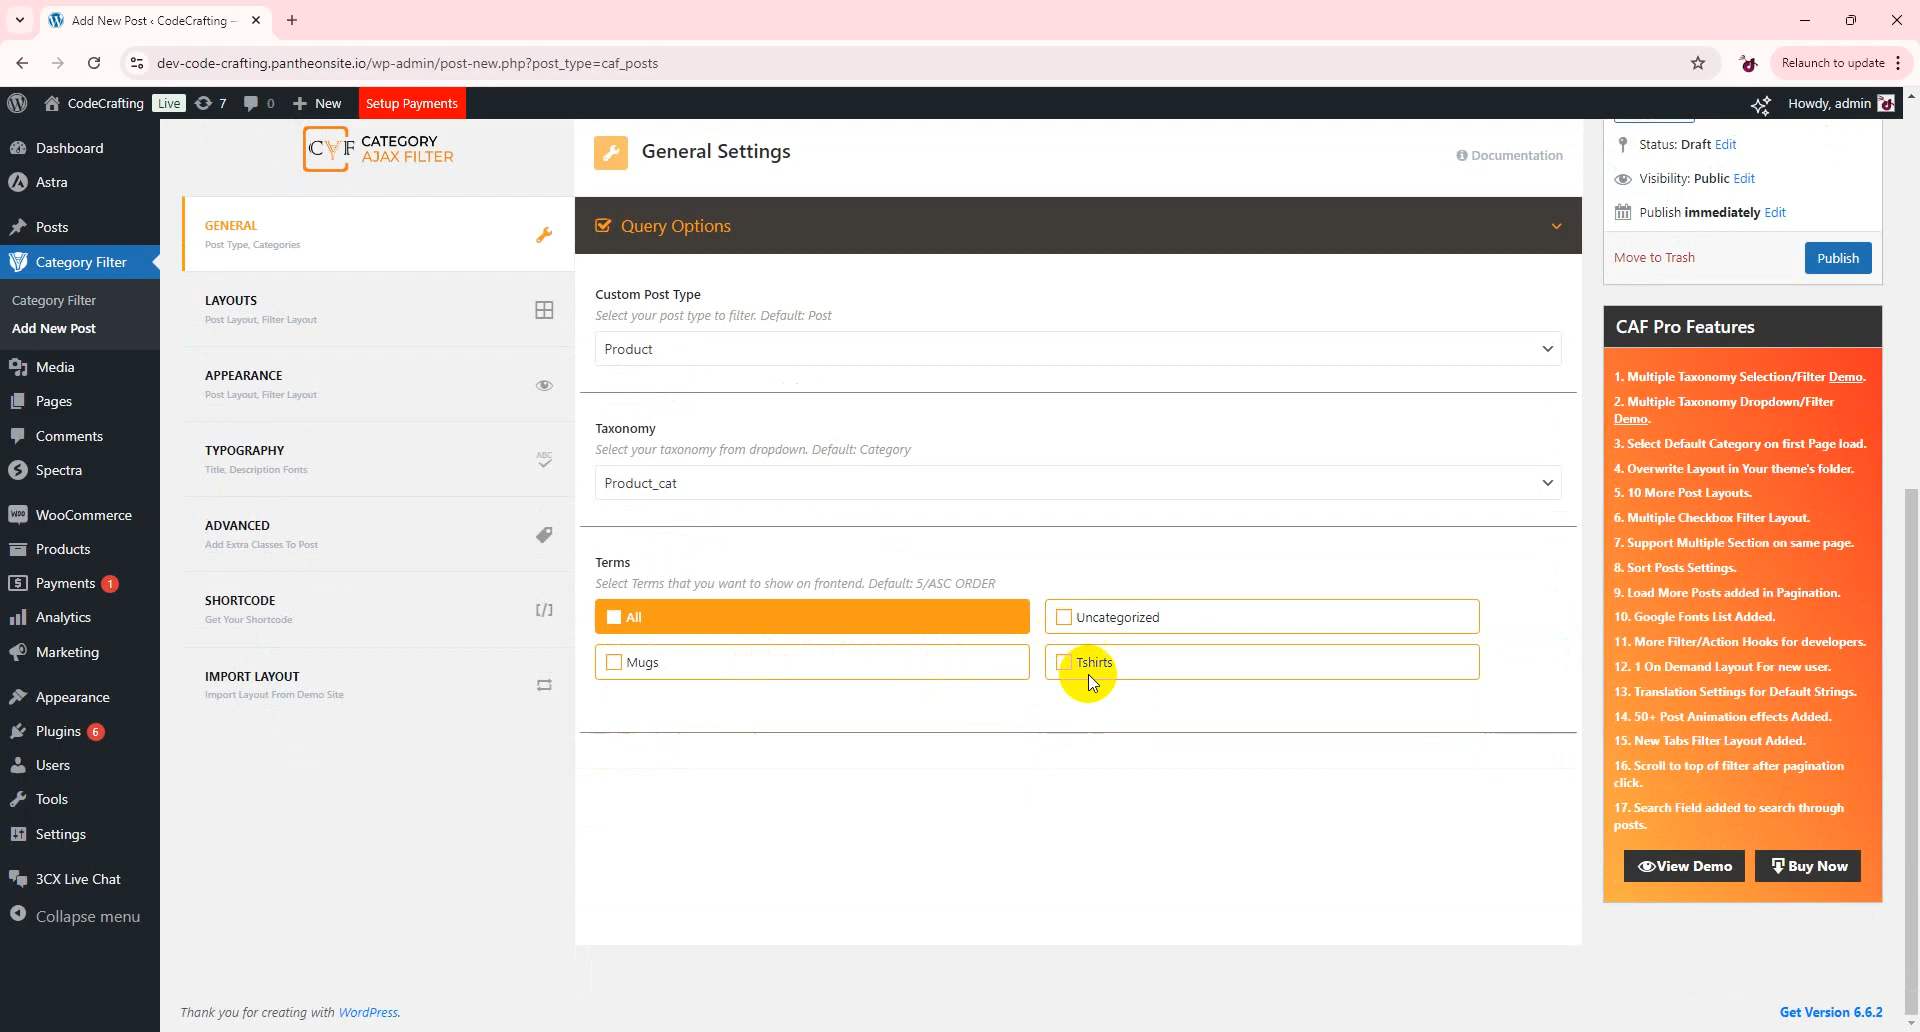 Add New Post ‹ CodeCrafting —
dev-code-crafting.pantheonsite.io/wp-admin/post-new.php?post_type=caf_posts
Relaunch to update
CodeCrafting
Live
7
0
New
Setup Payments
Howdy, admin
Dashboard
Astra
Posts
Category Filter
Category Filter
Add New Post
Media
Pages
Comments
Spectra
WooCommerce
Products
Payments 1
Analytics
Marketing
Appearance
Plugins 6
Users
Tools
Settings
3CX Live Chat
Collapse menu
CAF
CATEGORY
AJAX FILTER
GENERAL
Post Type, Categories
LAYOUTS
Post Layout, Filter Layout
APPEARANCE
Post Layout, Filter Layout
TYPOGRAPHY
Title, Description Fonts
ABC
ADVANCED
Add Extra Classes To Post
SHORTCODE
Get Your Shortcode
[/]
IMPORT LAYOUT
Import Layout From Demo Site
General Settings
Documentation
Query Options
Custom Post Type
Select your post type to filter. Default: Post
Product
Taxonomy
Select your taxonomy from dropdown. Default: Category
Product_cat
Terms
Select Terms that you want to show on frontend. Default: 5/ASC ORDER
All
Uncategorized
Mugs
Tshirts
Status: Draft Edit
Visibility: Public Edit
Publish immediately Edit
Move to Trash
Publish
CAF Pro Features
1. Multiple Taxonomy Selection/Filter Demo.
2. Multiple Taxonomy Dropdown/Filter
Demo.
3. Select Default Category on first Page load.
4. Overwrite Layout in Your theme's folder.
5. 10 More Post Layouts.
6. Multiple Checkbox Filter Layout.
7. Support Multiple Section on same page.
8. Sort Posts Settings.
9. Load More Posts added in Pagination.
10. Google Fonts List Added.
11. More Filter/Action Hooks for developers.
12. 1 On Demand Layout For new user.
13. Translation Settings for Default Strings.
14. 50+ Post Animation effects Added.
15. New Tabs Filter Layout Added.
16. Scroll to top of filter after pagination
click.
17. Search Field added to search through
posts.
View Demo
Buy Now
Thank you for creating with WordPress.
Get Version 6.6.2